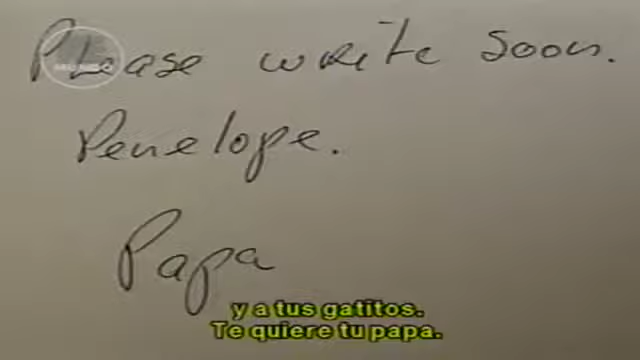 Please write soon.
Penelope.
Papa
y a tus gatitos.
Te quiere tu papa.